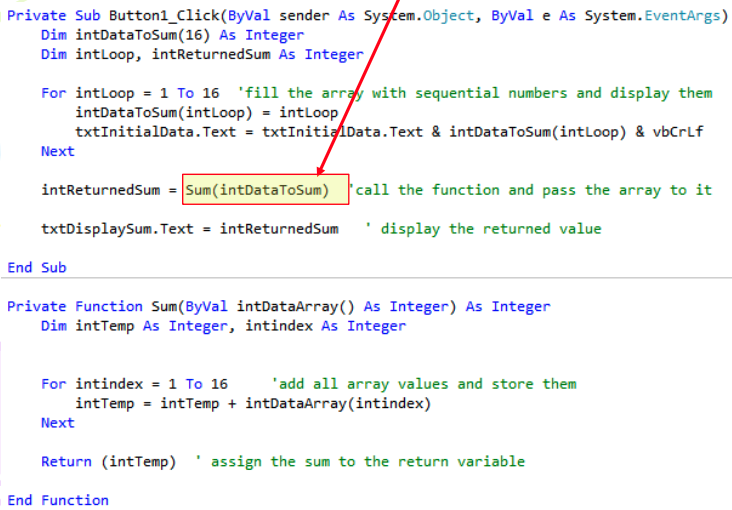 Private Sub Button1_Click(ByVal sender As System.Object, ByVal e As System.EventArgs)
Dim intDataToSum(16) As Integer
Dim intLoop, intReturnedSum As Integer
For intLoop = 1 To 16 'fill the array with sequential numbers and display them
intDataToSum(intLoop) = intLoop
txtInitialData.Text = txtInitialData.Text & intDataToSum(intLoop) & vbCrLf
Next
intReturnedSum = Sum(intDataToSum) 'call the function and pass the array to it
txtDisplaySum.Text = intReturnedSum ' display the returned value
End Sub
Private Function Sum(ByVal intDataArray() As Integer) As Integer
Dim intTemp As Integer, intindex As Integer
For intindex = 1 To 16 'add all array values and store them
intTemp = intTemp + intDataArray(intindex)
Next
Return (intTemp) ' assign the sum to the return variable
End Function